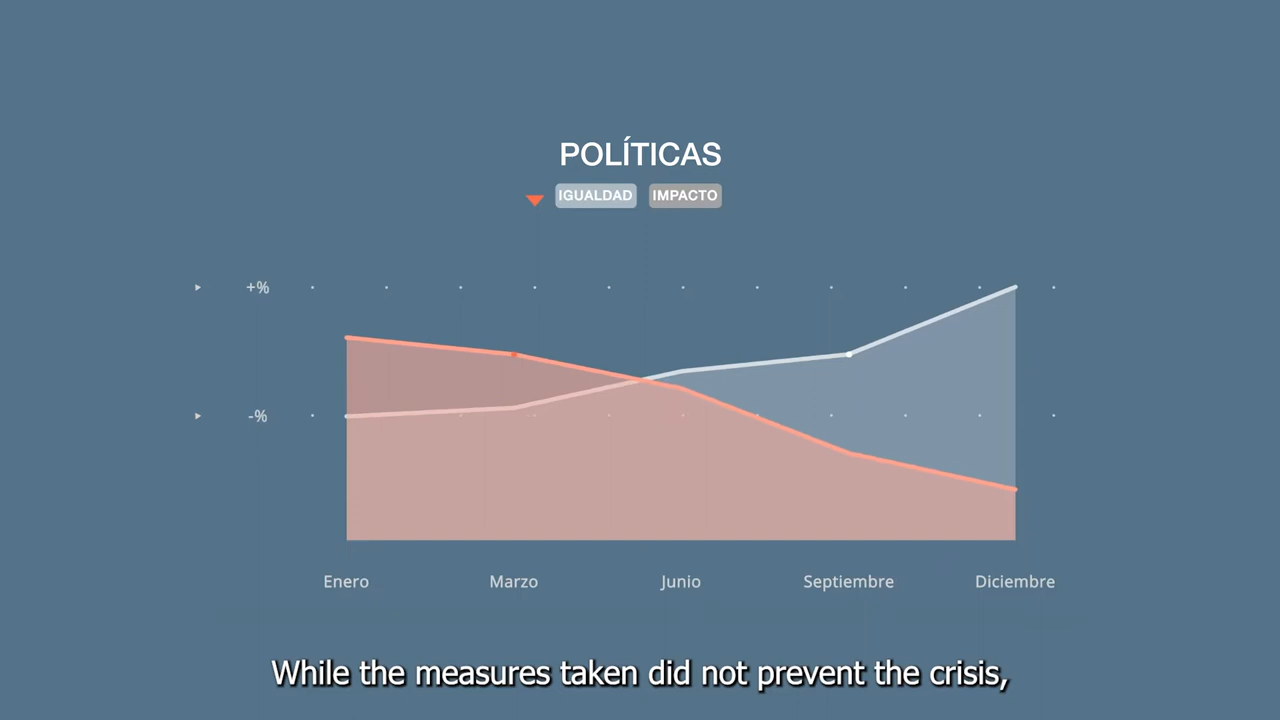 POLÍTICAS
IGUALDAD IMPACTO
+%
-%
Enero Marzo Junio Septiembre Diciembre
While the measures taken did not prevent the crisis,